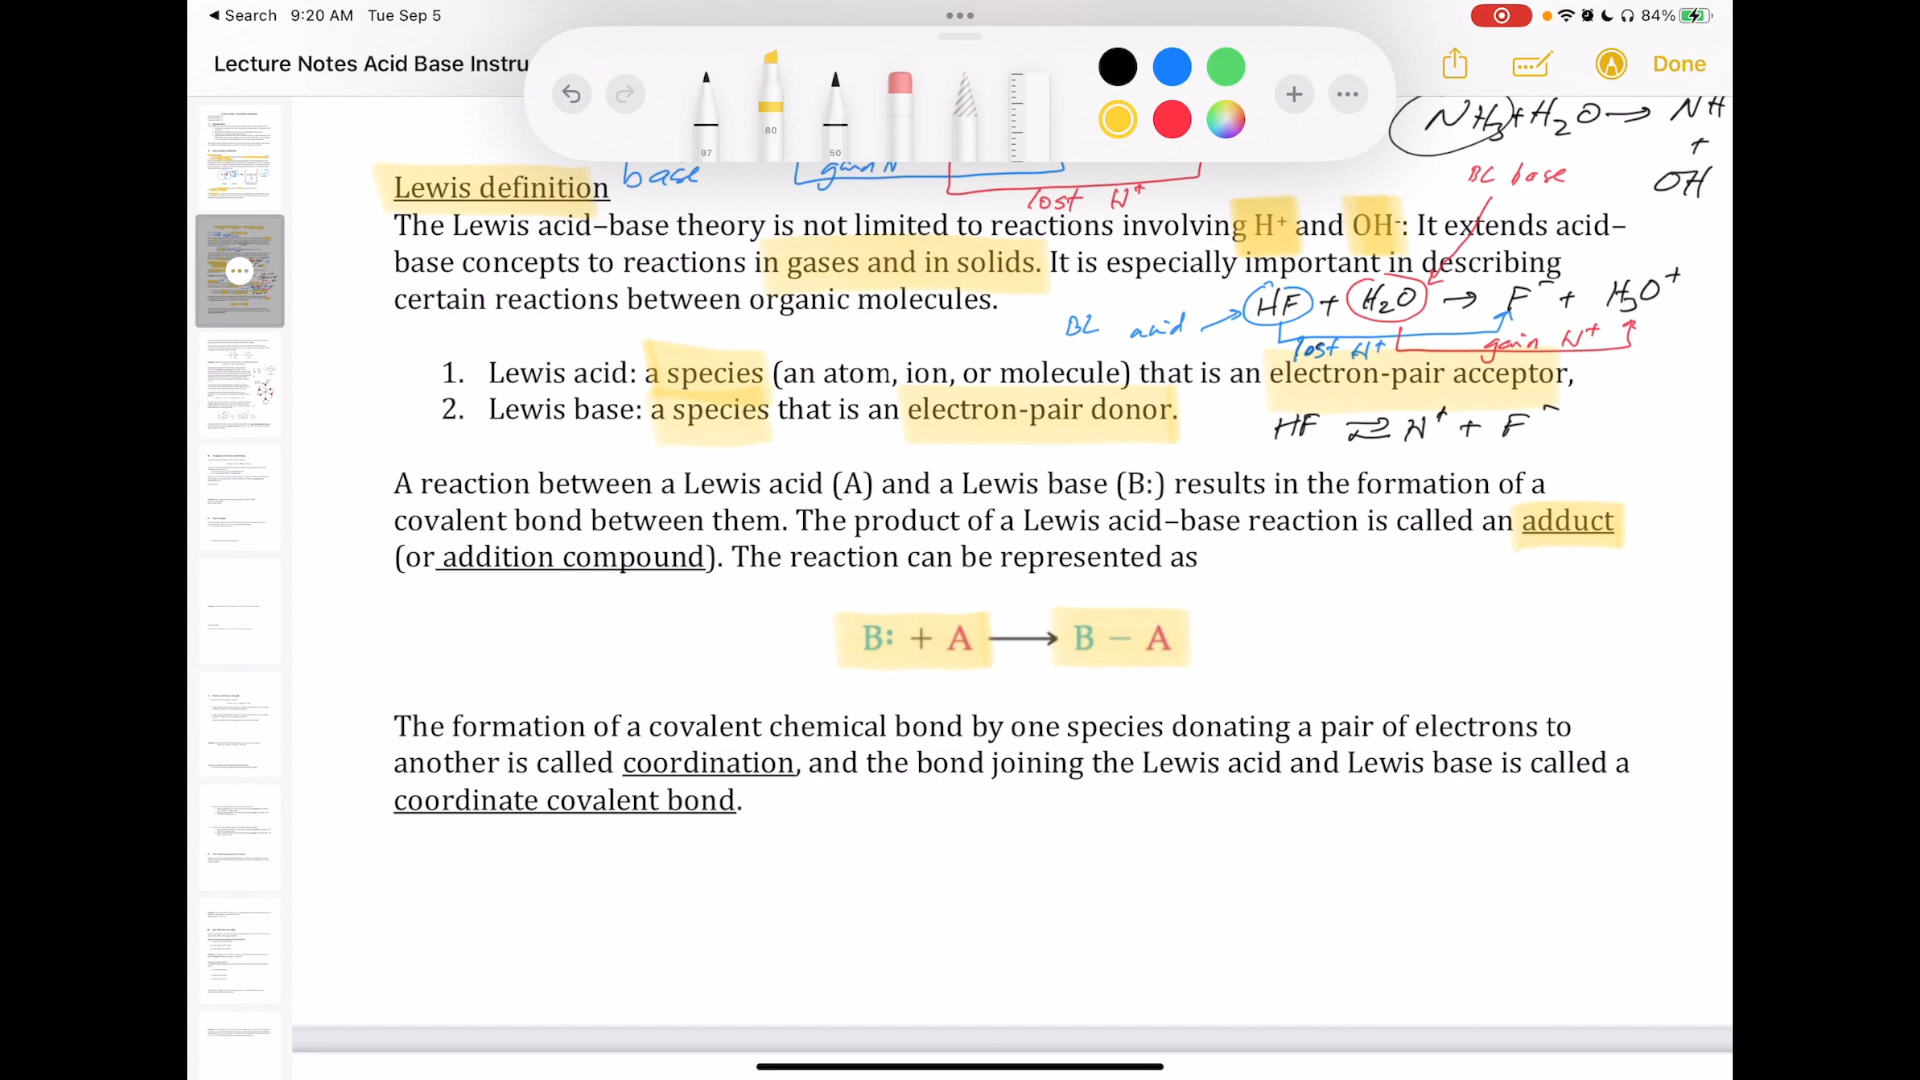 Search 9:20 AM Tue Sep 5
84%
Lecture Notes Acid Base Instru
Done
97
80
50
NH3 + H2O → NH
+
OH
base
gain H
lost H+
BL base
Lewis definition
The Lewis acid–base theory is not limited to reactions involving H+ and OH-: It extends acid–
base concepts to reactions in gases and in solids. It is especially important in describing
certain reactions between organic molecules.
HF + H2O → F- + H3O+
BL acid
lost H+
gain H+
1. Lewis acid: a species (an atom, ion, or molecule) that is an electron-pair acceptor,
2. Lewis base: a species that is an electron-pair donor.
HF ⇌ H+ + F-
A reaction between a Lewis acid (A) and a Lewis base (B:) results in the formation of a
covalent bond between them. The product of a Lewis acid–base reaction is called an adduct
(or addition compound). The reaction can be represented as
B: + A ⟶ B − A
The formation of a covalent chemical bond by one species donating a pair of electrons to
another is called coordination, and the bond joining the Lewis acid and Lewis base is called a
coordinate covalent bond.